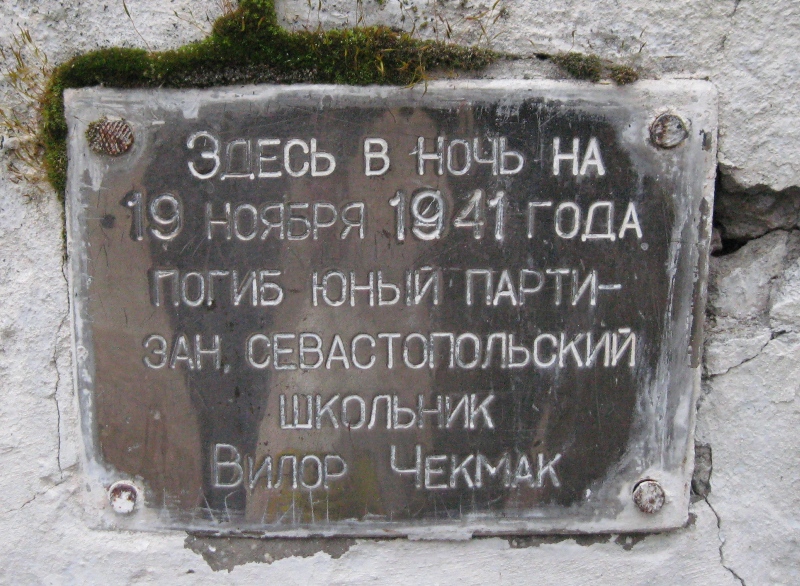 Здесь в ночь на
19 ноября 1941 года
погиб юный парти-
зан, севастопольский
школьник
Вилор Чекмак